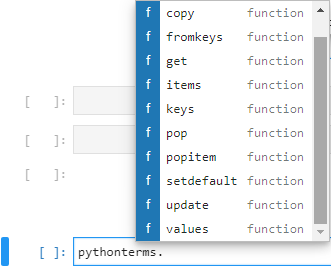 f copy function
f fromkeys function
f get function
f items function
[ ]: f keys function
[ ]: f pop function
f popitem function
[ ]: f setdefault function
f update function
f values function
[ ]: pythonterms.